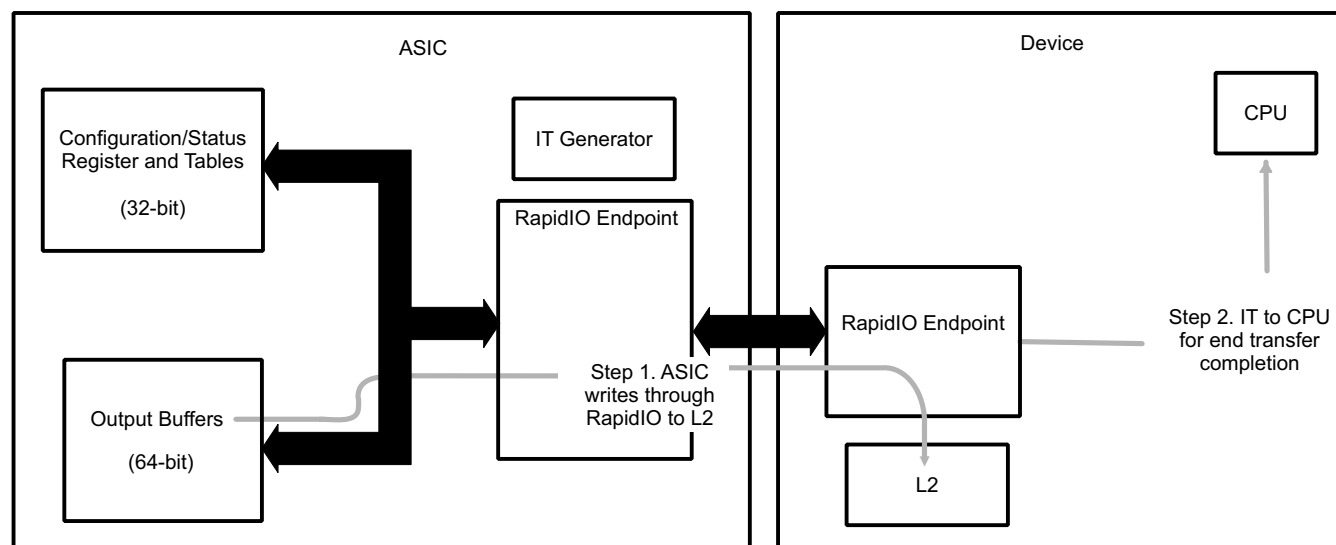 ASIC
Configuration/Status
Register and Tables
(32-bit)
IT Generator
RapidIO Endpoint
Output Buffers
(64-bit)
Step 1. ASIC
writes through
RapidIO to L2
Device
CPU
RapidIO Endpoint
Step 2. IT to CPU
for end transfer
completion
L2